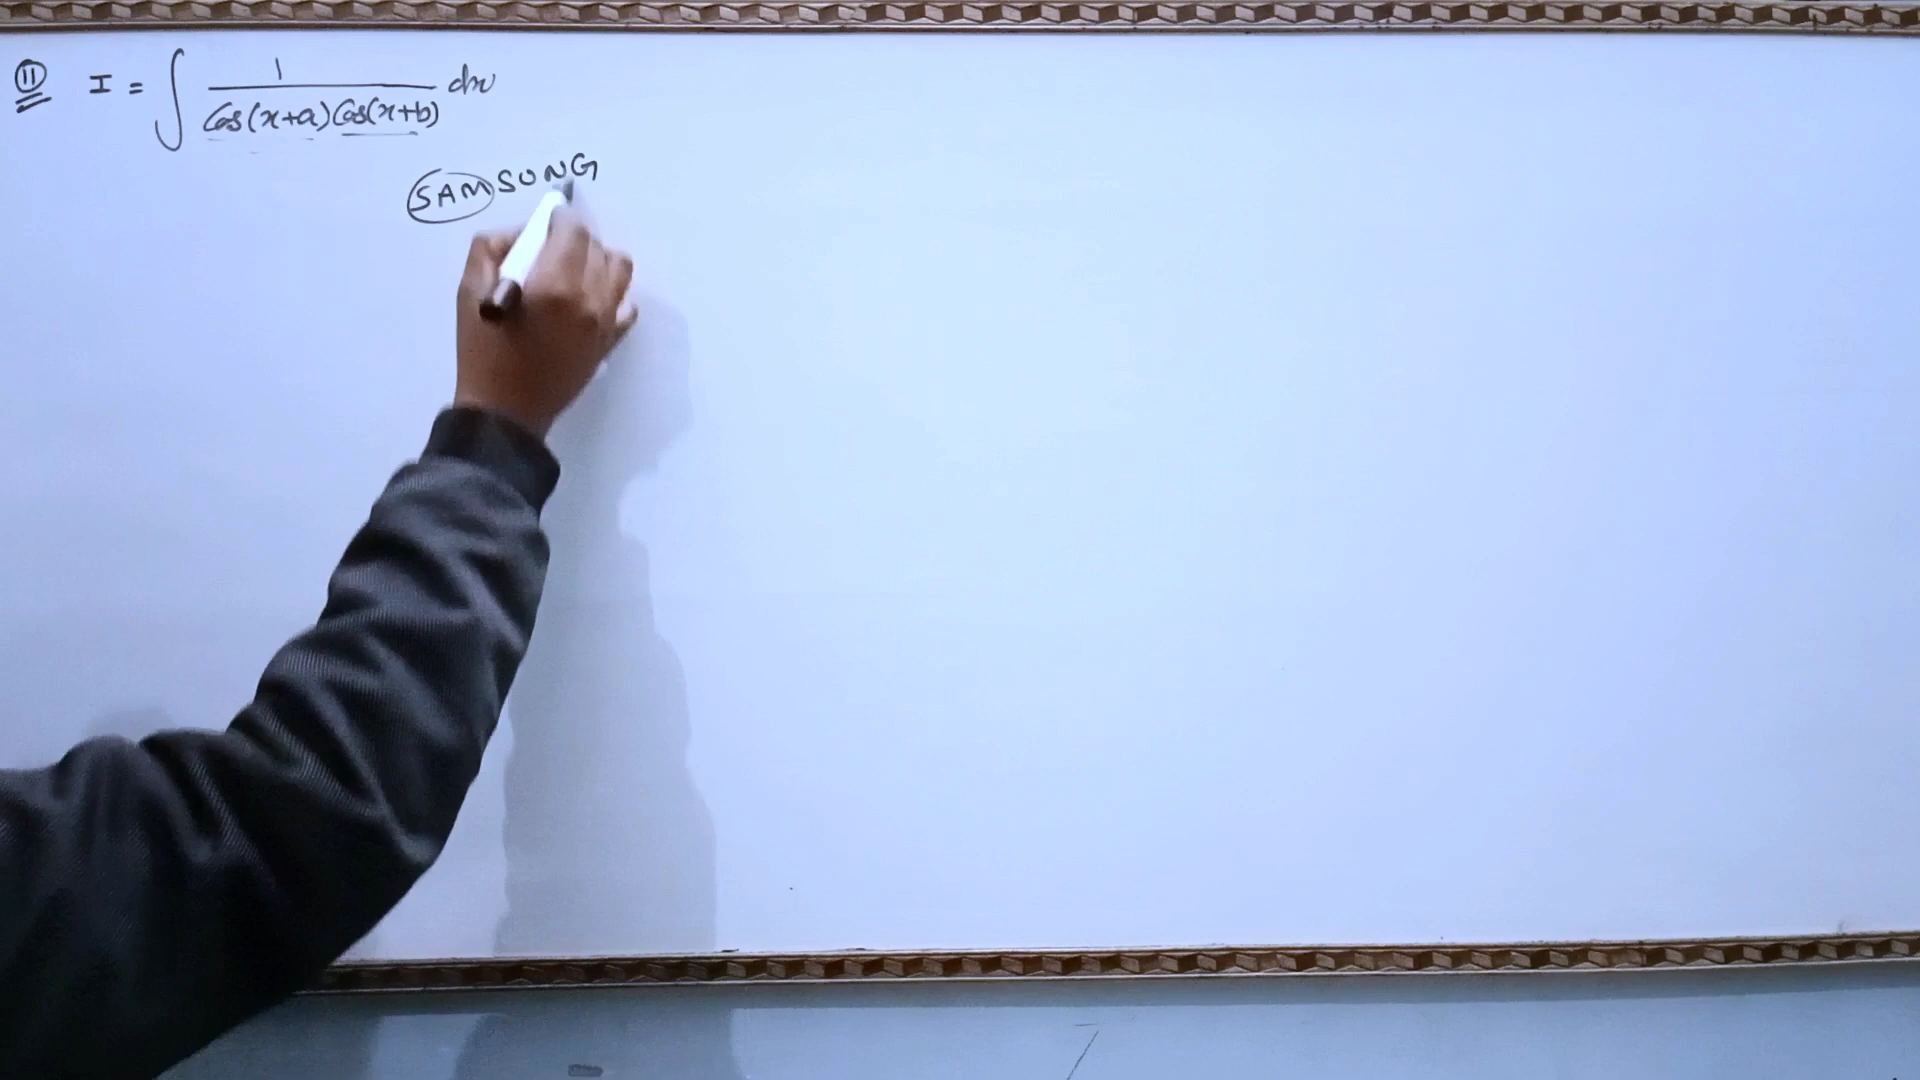 ⑪ I = ∫ 1 / Cos(x+a) Cos(x+b) dx
SAMSUNG